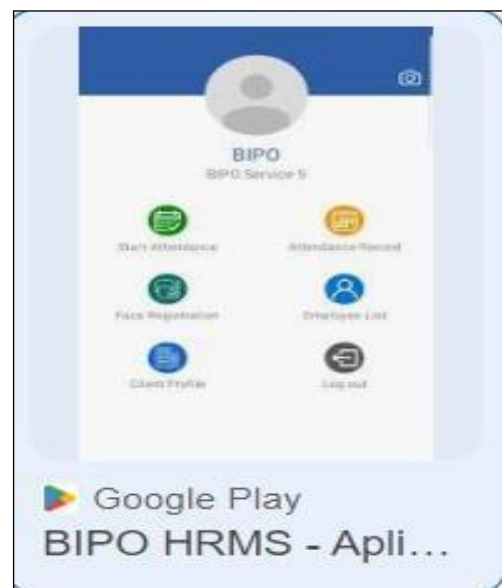 BIPO
BIPO Service 5
Start Attendance
Attendance Record
Face Registration
Employee List
Client Profile
Log out
Google Play
BIPO HRMS - Apli...